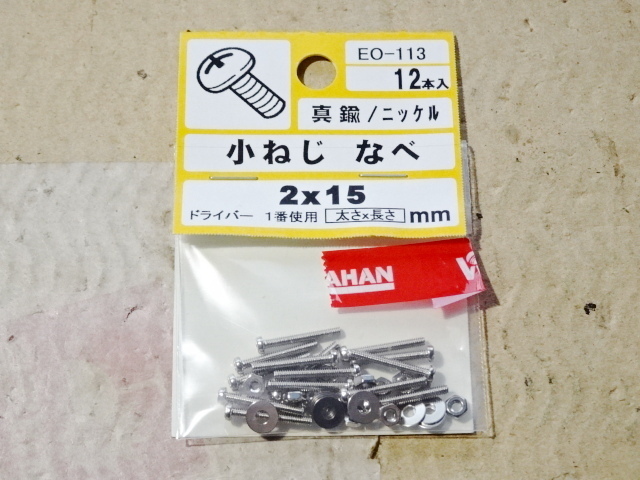 EO-113
12本入
真鍮/ニッケル
小ねじ なべ
2x15
ドライバー 1番使用 太さx長さ mm
AHAN